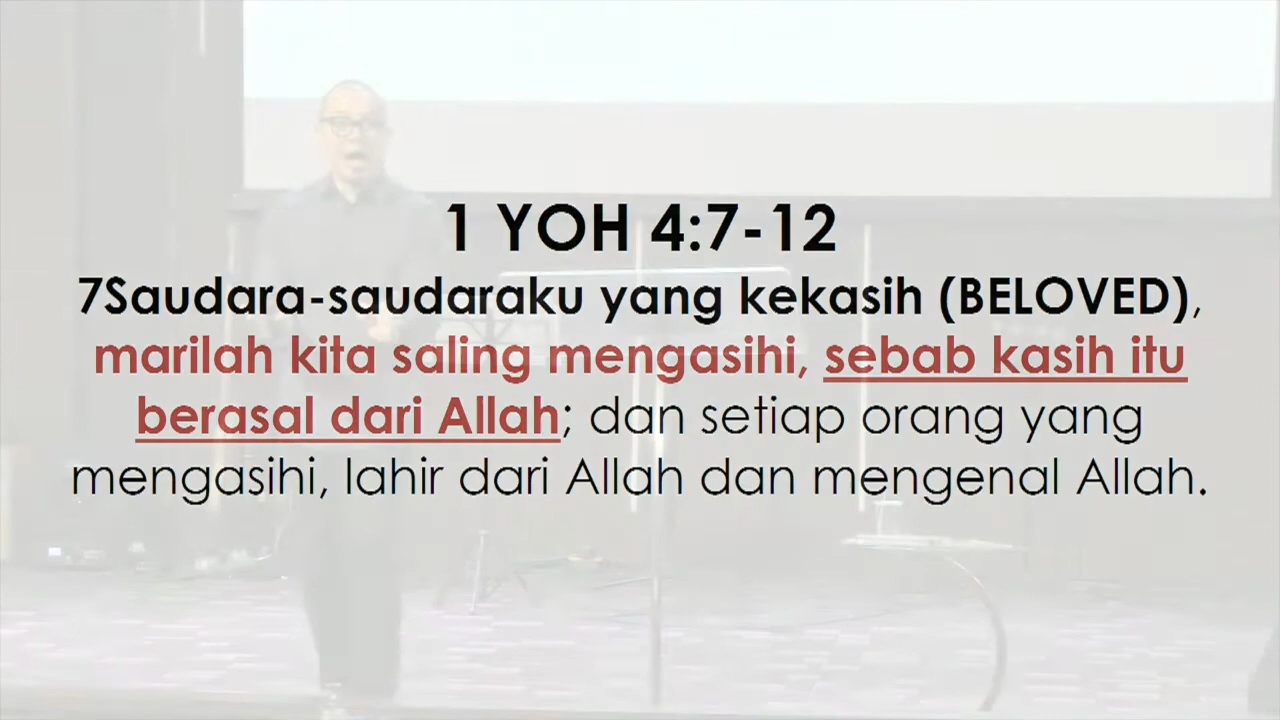 1 YOH 4:7-12
7Saudara-saudaraku yang kekasih (BELOVED),
marilah kita saling mengasihi, sebab kasih itu
berasal dari Allah; dan setiap orang yang
mengasihi, lahir dari Allah dan mengenal Allah.